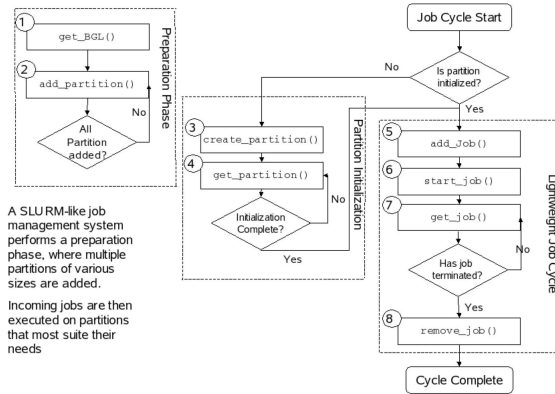 1
get_BGL()
2
add_partition()
No
All
Partition
added?
Preparation
Phase
A SLURM-like job
management system
performs a preparation
phase, where multiple
partitions of various
sizes are added.
Incoming jobs are then
executed on partitions
that most suite their
needs
Job Cycle Start
Is partition
initialized?
No
Yes
3
create_partition()
4
get_partition()
No
Initialization
Complete?
Yes
Partition Initialization
5
add_Job()
6
start_job()
7
get_job()
No
Has job
terminated?
Yes
8
remove_job()
Lightweight Job Cycle
Cycle Complete